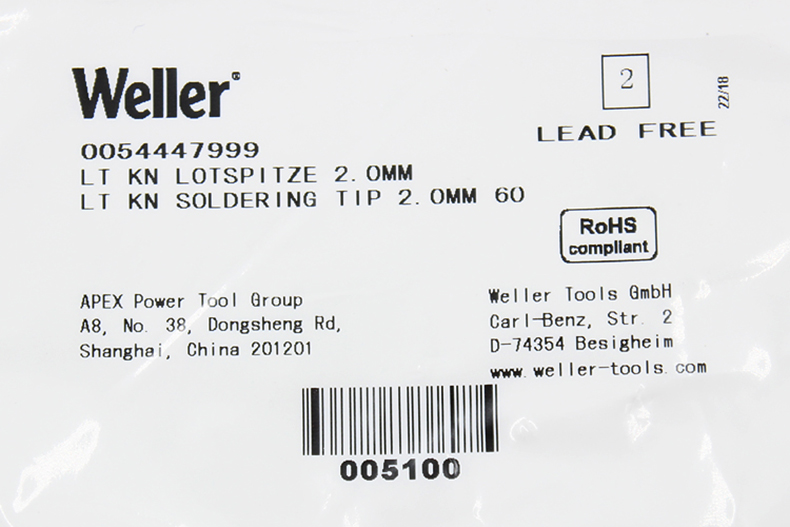 Weller®
2
22/18
LEAD FREE
0054447999
LT KN LOTSPITZE 2.0MM
LT KN SOLDERING TIP 2.0MM 60
RoHS
compliant
APEX Power Tool Group
A8, No. 38, Dongsheng Rd,
Shanghai, China 201201
Weller Tools GmbH
Carl-Benz, Str. 2
D-74354 Besigheim
www.weller-tools.com
005100